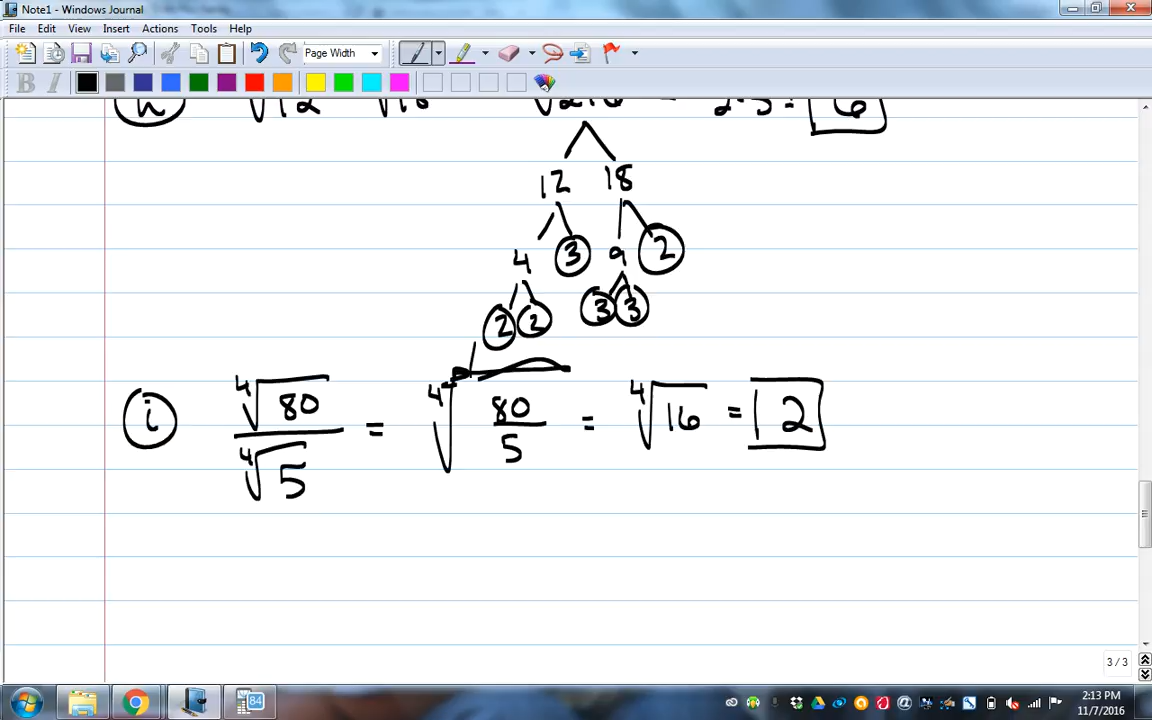 Note1 - Windows Journal
File Edit View Insert Actions Tools Help
Page Width
B I
12 18
4 3 9 2
2 2 3 3
i ⁴√80 / ⁴√5 = ⁴√(80/5) = ⁴√16 = 2
3 / 3
84
2:13 PM
11/7/2016